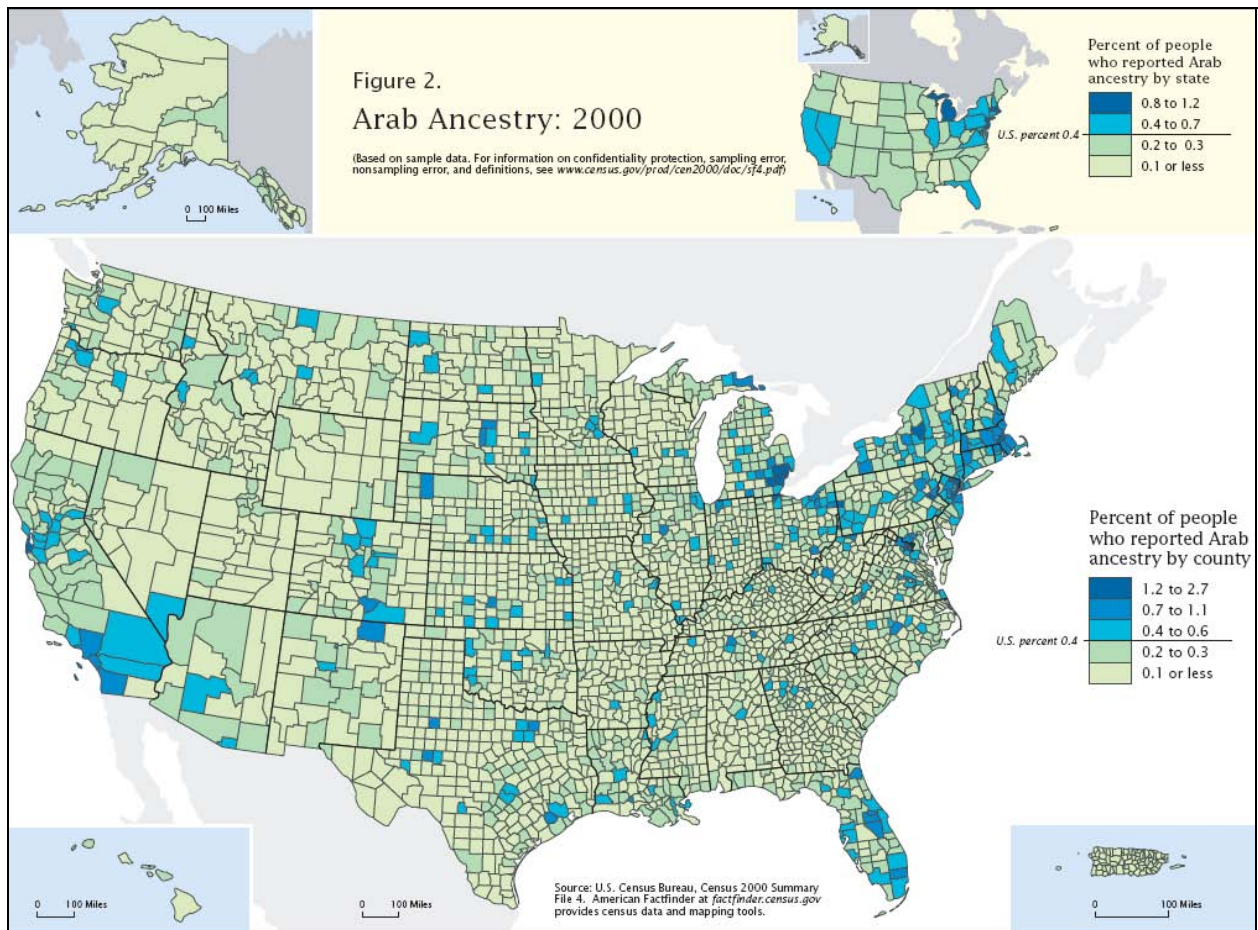 Figure 2.
Arab Ancestry: 2000
(Based on sample data. For information on confidentiality protection, sampling error,
nonsampling error, and definitions, see www.census.gov/prod/cen2000/doc/sf4.pdf)
0 100 Miles
Percent of people
who reported Arab
ancestry by state
0.8 to 1.2
0.4 to 0.7
U.S. percent 0.4
0.2 to 0.3
0.1 or less
Percent of people
who reported Arab
ancestry by county
1.2 to 2.7
0.7 to 1.1
0.4 to 0.6
U.S. percent 0.4
0.2 to 0.3
0.1 or less
0 100 Miles
0 100 Miles
Source: U.S. Census Bureau, Census 2000 Summary
File 4. American Factfinder at factfinder.census.gov
provides census data and mapping tools.
0 100 Miles